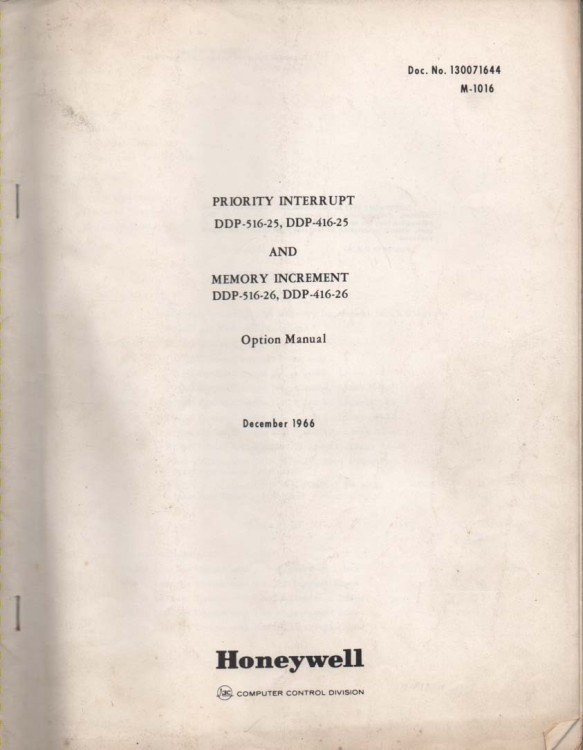 Doc. No. 130071644
M-1016
PRIORITY INTERRUPT
DDP-516-25, DDP-416-25
AND
MEMORY INCREMENT
DDP-516-26, DDP-416-26
Option Manual
December 1966
Honeywell
COMPUTER CONTROL DIVISION